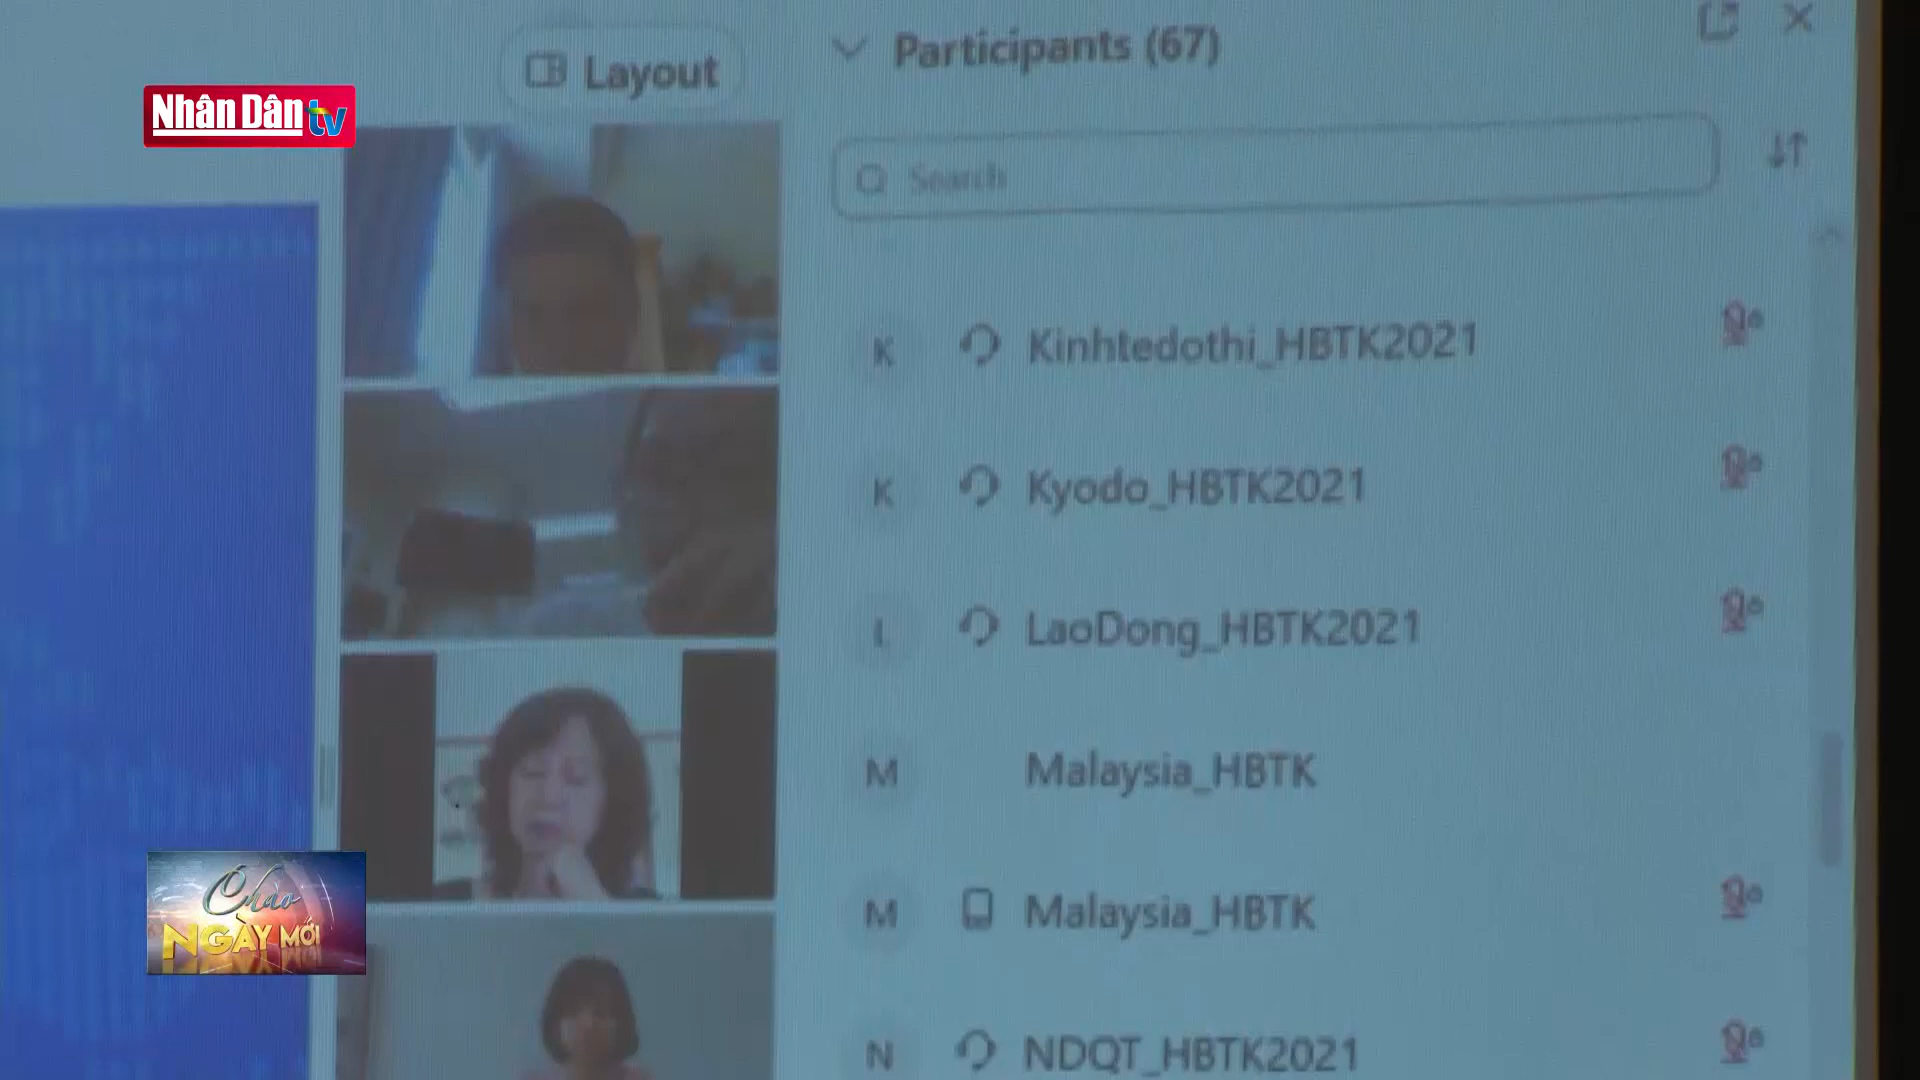 Layout
Participants (67)
Nhân Dân tv
Search
K Kinhtedothi_HBTK2021
K Kyodo_HBTK2021
L LaoDong_HBTK2021
M Malaysia_HBTK
M Malaysia_HBTK
Chào
NGÀY MỚI
N NDQT_HBTK2021